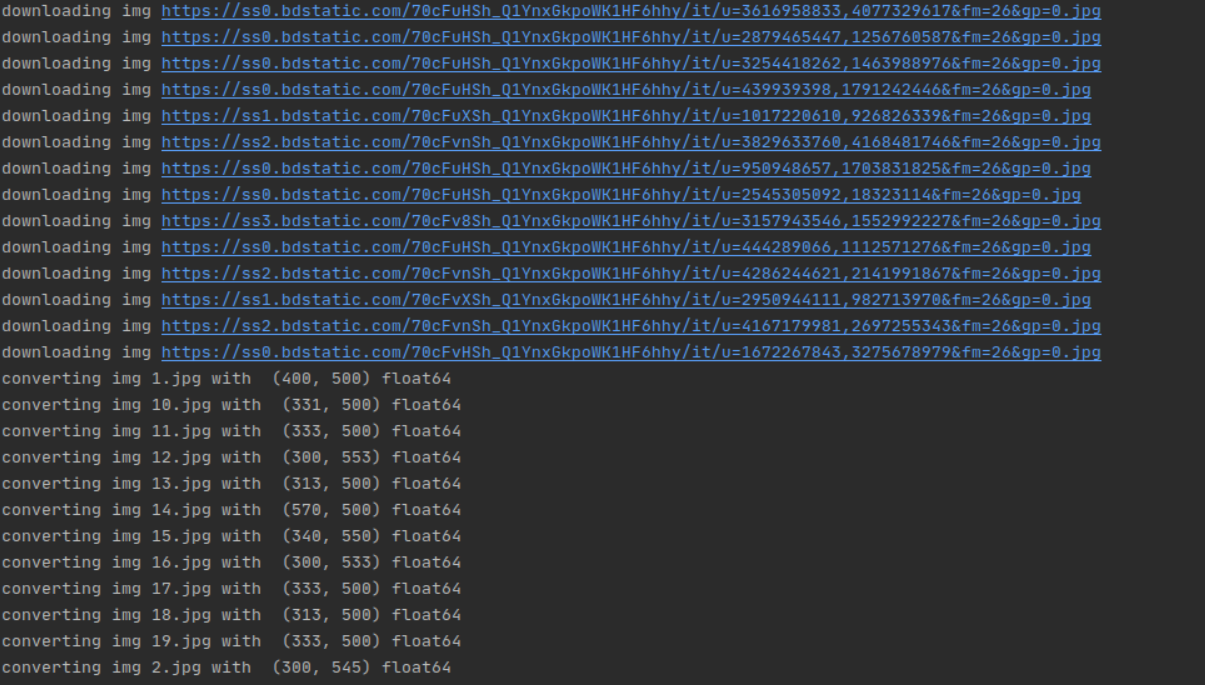 downloading img https://ss0.bdstatic.com/70cFuHSh_Q1YnxGkpoWK1HF6hhy/it/u=3616958833,4077329617&fm=26&gp=0.jpg
downloading img https://ss0.bdstatic.com/70cFuHSh_Q1YnxGkpoWK1HF6hhy/it/u=2879465447,1256760587&fm=26&gp=0.jpg
downloading img https://ss0.bdstatic.com/70cFuHSh_Q1YnxGkpoWK1HF6hhy/it/u=3254418262,1463988976&fm=26&gp=0.jpg
downloading img https://ss0.bdstatic.com/70cFuHSh_Q1YnxGkpoWK1HF6hhy/it/u=439939398,1791242446&fm=26&gp=0.jpg
downloading img https://ss1.bdstatic.com/70cFuXSh_Q1YnxGkpoWK1HF6hhy/it/u=1017220610,926826339&fm=26&gp=0.jpg
downloading img https://ss2.bdstatic.com/70cFvnSh_Q1YnxGkpoWK1HF6hhy/it/u=3829633760,4168481746&fm=26&gp=0.jpg
downloading img https://ss0.bdstatic.com/70cFuHSh_Q1YnxGkpoWK1HF6hhy/it/u=950948657,1703831825&fm=26&gp=0.jpg
downloading img https://ss0.bdstatic.com/70cFuHSh_Q1YnxGkpoWK1HF6hhy/it/u=2545305092,18323114&fm=26&gp=0.jpg
downloading img https://ss3.bdstatic.com/70cFv8Sh_Q1YnxGkpoWK1HF6hhy/it/u=3157943546,1552992227&fm=26&gp=0.jpg
downloading img https://ss0.bdstatic.com/70cFvHSh_Q1YnxGkpoWK1HF6hhy/it/u=444289066,1112571276&fm=26&gp=0.jpg
downloading img https://ss2.bdstatic.com/70cFvnSh_Q1YnxGkpoWK1HF6hhy/it/u=4286244621,2141991867&fm=26&gp=0.jpg
downloading img https://ss1.bdstatic.com/70cFvXSh_Q1YnxGkpoWK1HF6hhy/it/u=2950944111,982713970&fm=26&gp=0.jpg
downloading img https://ss2.bdstatic.com/70cFvnSh_Q1YnxGkpoWK1HF6hhy/it/u=4167179981,2697255343&fm=26&gp=0.jpg
downloading img https://ss0.bdstatic.com/70cFvHSh_Q1YnxGkpoWK1HF6hhy/it/u=1672267843,3275678979&fm=26&gp=0.jpg
converting img 1.jpg with  (400, 500) float64
converting img 10.jpg with  (331, 500) float64
converting img 11.jpg with  (333, 500) float64
converting img 12.jpg with  (300, 553) float64
converting img 13.jpg with  (313, 500) float64
converting img 14.jpg with  (570, 500) float64
converting img 15.jpg with  (340, 550) float64
converting img 16.jpg with  (300, 533) float64
converting img 17.jpg with  (333, 500) float64
converting img 18.jpg with  (313, 500) float64
converting img 19.jpg with  (333, 500) float64
converting img 2.jpg with  (300, 545) float64